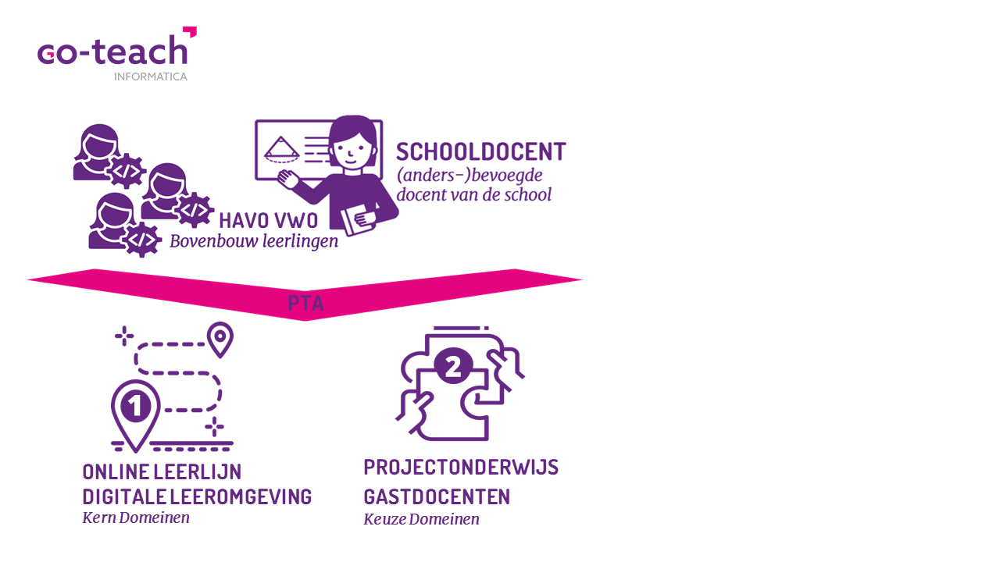 Go-teach
INFORMATICA
SCHOOLDOCENT
(anders-)bevoegde
docent van de school
</>
</>
</>
HAVO VWO
Bovenbouw leerlingen
PTA
1
2
ONLINE LEERLIJN
DIGITALE LEEROMGEVING
Kern Domeinen
PROJECTONDERWIJS
GASTDOCENTEN
Keuze Domeinen